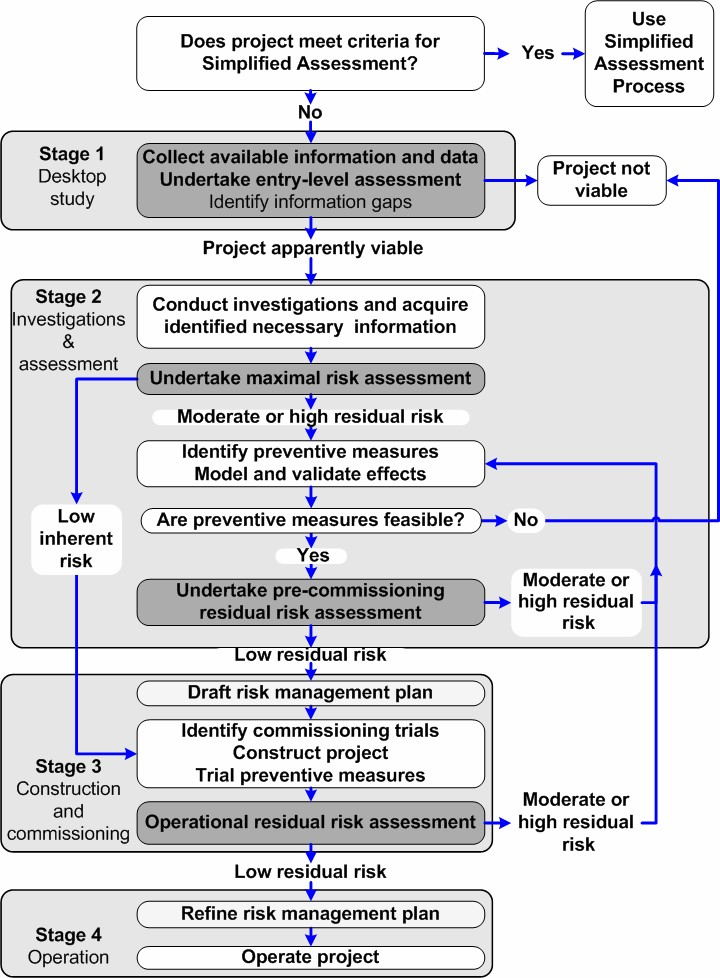 Does project meet criteria for
Simplified Assessment?
Yes
Use
Simplified
Assessment
Process
No
Stage 1
Desktop
study
Collect available information and data
Undertake entry-level assessment
Identify information gaps
Project not
viable
Project apparently viable
Stage 2
Investigations
&
assessment
Conduct investigations and acquire
identified necessary information
Undertake maximal risk assessment
Moderate or high residual risk
Identify preventive measures
Model and validate effects
Low
inherent
risk
Are preventive measures feasible?
No
Yes
Undertake pre-commissioning
residual risk assessment
Moderate or
high residual
risk
Low residual risk
Draft risk management plan
Stage 3
Construction
and
commissioning
Identify commissioning trials
Construct project
Trial preventive measures
Operational residual risk assessment
Moderate or
high residual
risk
Low residual risk
Stage 4
Operation
Refine risk management plan
Operate project